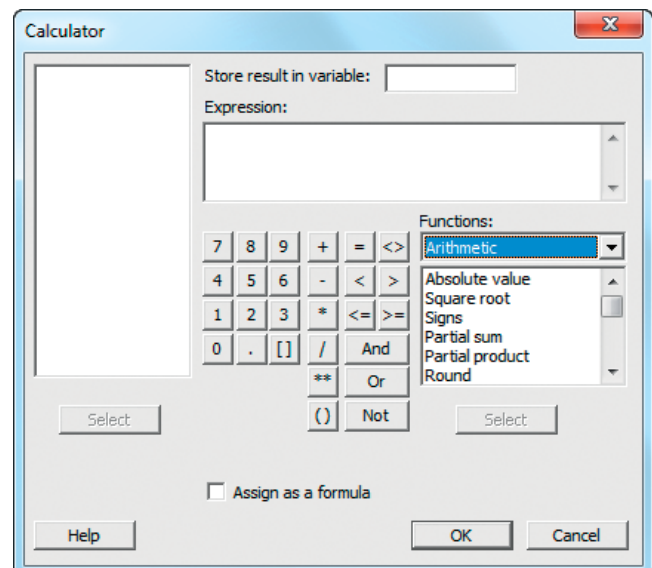 Calculator
X
Store result in variable:
Expression:
Functions:
Arithmetic
7 8 9 + = <>
4 5 6 - < >
1 2 3 * <= >=
0 . [] / And
** Or
() Not
Absolute value
Square root
Signs
Partial sum
Partial product
Round
Select
Select
Assign as a formula
Help
OK
Cancel